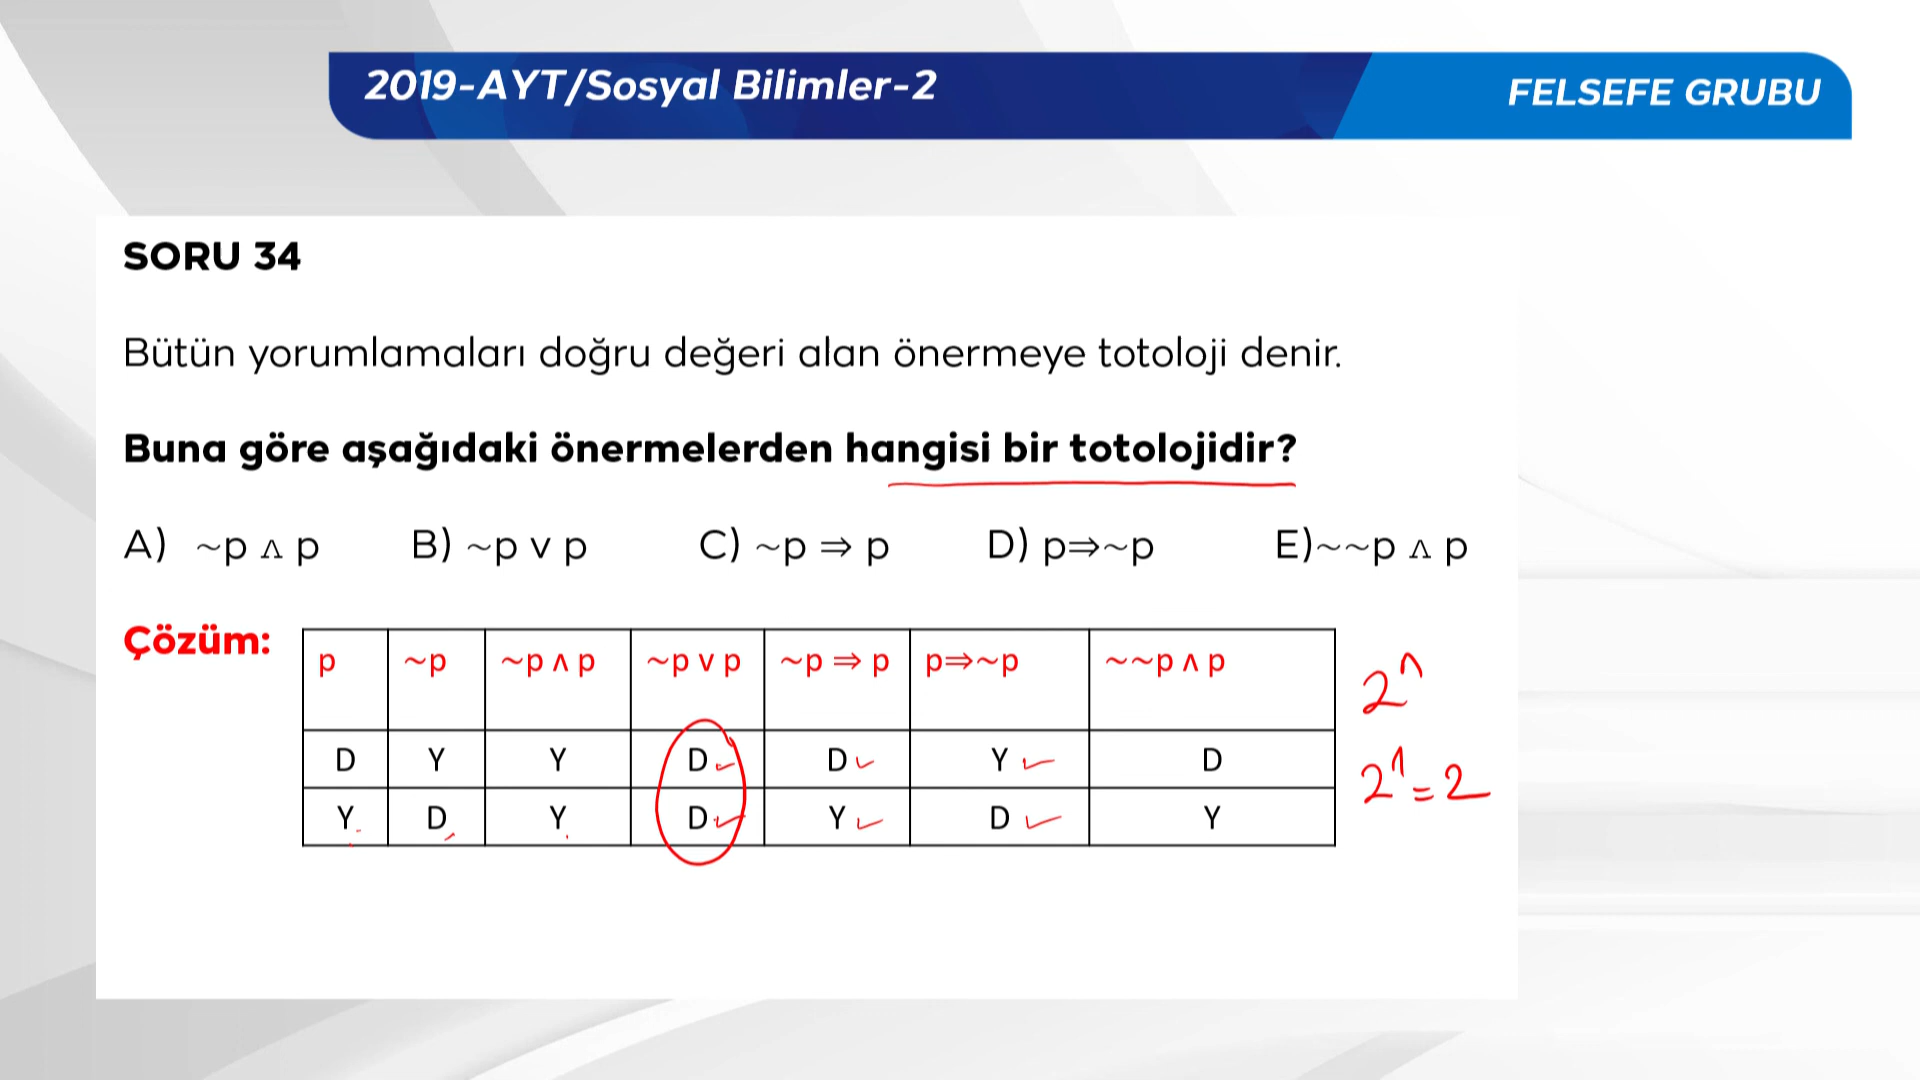 2019-AYT/Sosyal Bilimler-2
FELSEFE GRUBU
SORU 34
Bütün yorumlamaları doğru değeri alan önermeye totoloji denir.
Buna göre aşağıdaki önermelerden hangisi bir totolojidir?
A) ~p ∧ p B) ~p ∨ p C) ~p ⇒ p D) p⇒~p E)~~p ∧ p
Çözüm:
p ~p ~p ∧ p ~p ∨ p ~p ⇒ p p⇒~p ~~p ∧ p
D Y Y D D Y D
Y D Y D Y D Y
2ⁿ
2¹=2